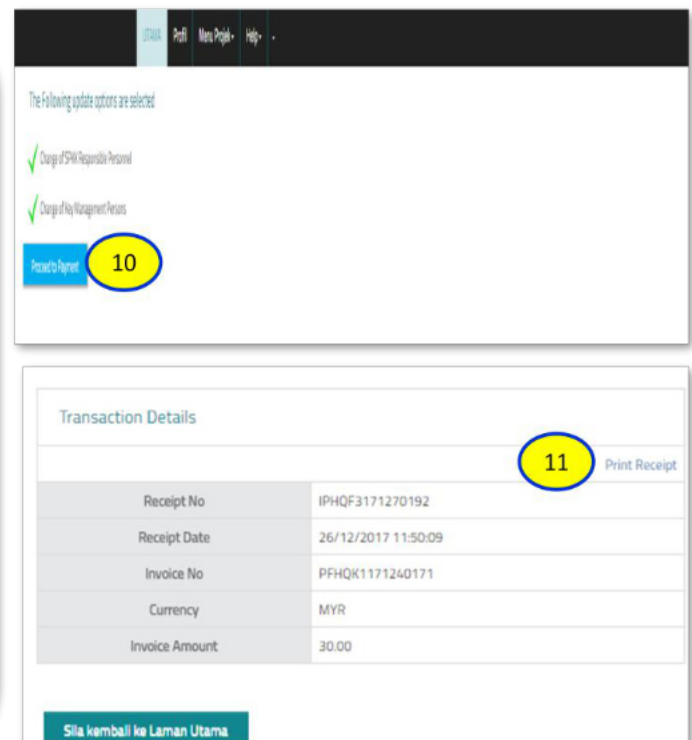 UTAMA Profil Menu Projek Help
The Following update options are selected
Change of SPAN Responsible Personnel
Change of Key Management Persons
Proceed to Payment
10
Transaction Details
11 Print Receipt
Receipt No IPHQF3171270192
Receipt Date 26/12/2017 11:50:09
Invoice No PFHQK1171240171
Currency MYR
Invoice Amount 30.00
Sila kembali ke Laman Utama